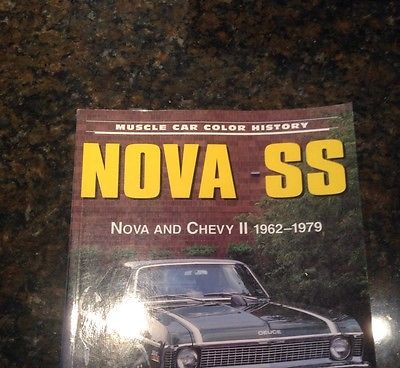 MUSCLE CAR COLOR HISTORY
NOVA SS
NOVA AND CHEVY II 1962–1979
DEUCE